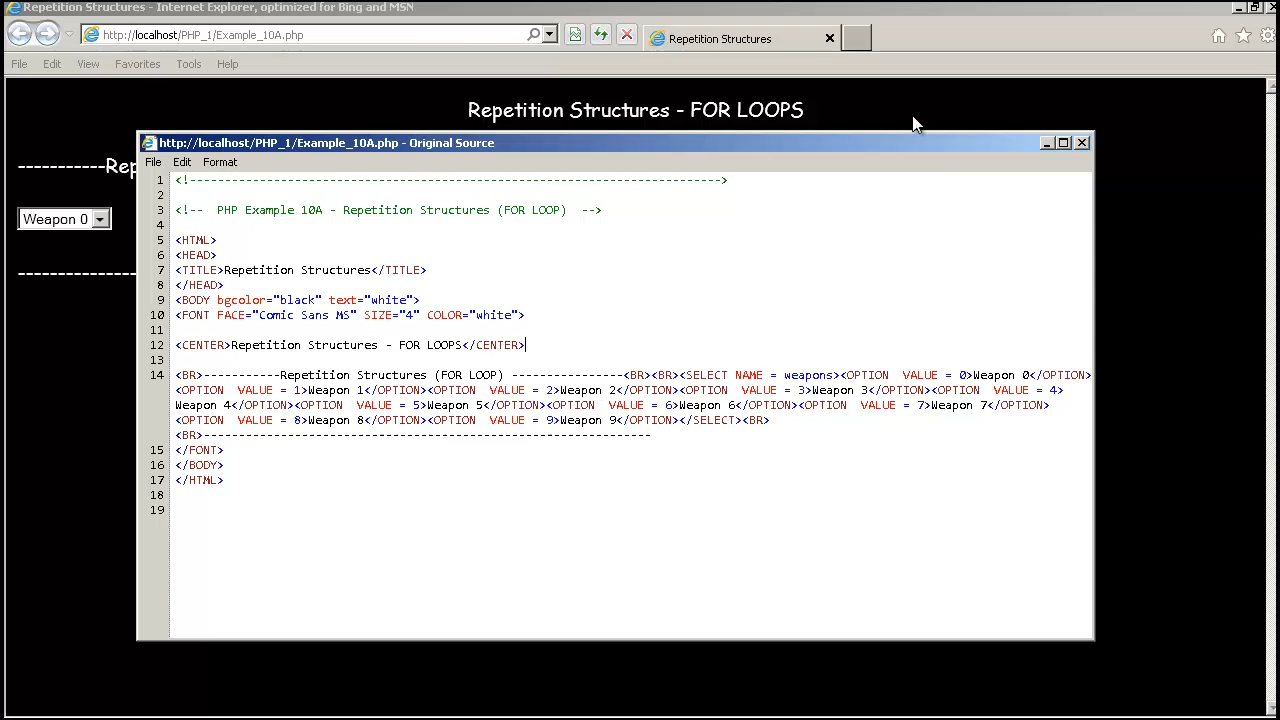 Repetition Structures - Internet Explorer, optimized for Bing and MSN
http://localhost/PHP_1/Example_10A.php
Repetition Structures
File Edit View Favorites Tools Help
Repetition Structures - FOR LOOPS
-----------Rep
Weapon 0
---------------
http://localhost/PHP_1/Example_10A.php - Original Source
File Edit Format
1 <!---------------------------------------------------------------------------->
2
3 <!-- PHP Example 10A - Repetition Structures (FOR LOOP) -->
4
5 <HTML>
6 <HEAD>
7 <TITLE>Repetition Structures</TITLE>
8 </HEAD>
9 <BODY bgcolor="black" text="white">
10 <FONT FACE="Comic Sans MS" SIZE="4" COLOR="white">
11
12 <CENTER>Repetition Structures - FOR LOOPS</CENTER>
13
14 <BR>-----------Repetition Structures (FOR LOOP) ----------------<BR><BR><SELECT NAME = weapons><OPTION VALUE = 0>Weapon 0</OPTION>
<OPTION VALUE = 1>Weapon 1</OPTION><OPTION VALUE = 2>Weapon 2</OPTION><OPTION VALUE = 3>Weapon 3</OPTION><OPTION VALUE = 4>
Weapon 4</OPTION><OPTION VALUE = 5>Weapon 5</OPTION><OPTION VALUE = 6>Weapon 6</OPTION><OPTION VALUE = 7>Weapon 7</OPTION>
<OPTION VALUE = 8>Weapon 8</OPTION><OPTION VALUE = 9>Weapon 9</OPTION></SELECT><BR>
<BR>----------------------------------------------------------------
15 </FONT>
16 </BODY>
17 </HTML>
18
19